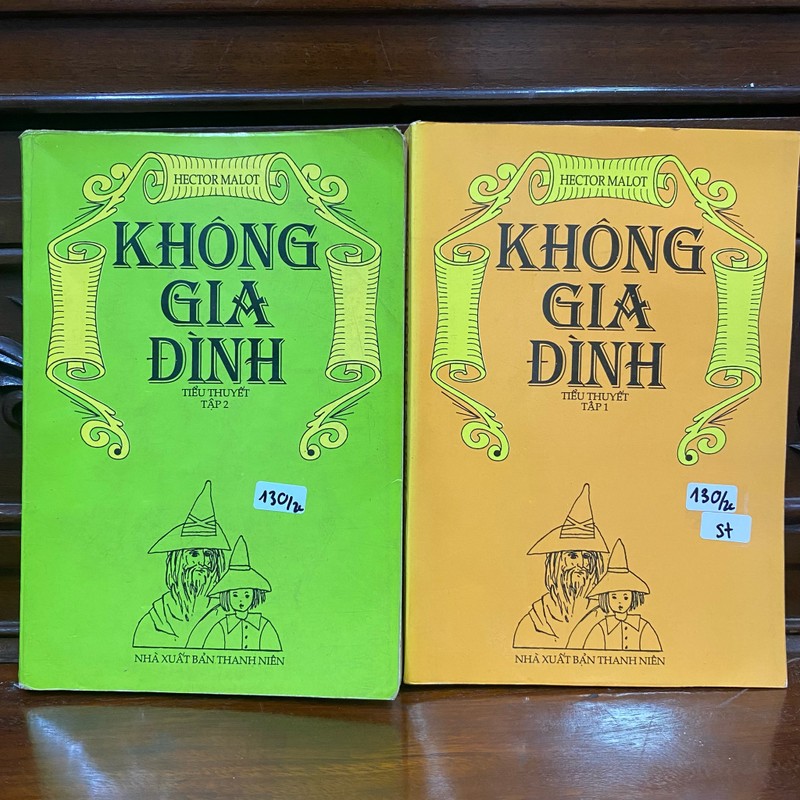 HECTOR MALOT
KHÔNG
GIA
ĐÌNH
TIỂU THUYẾT
TẬP 2
130/2c
NHÀ XUẤT BẢN THANH NIÊN
HECTOR MALOT
KHÔNG
GIA
ĐÌNH
TIỂU THUYẾT
TẬP 1
130/2c
st
NHÀ XUẤT BẢN THANH NIÊN